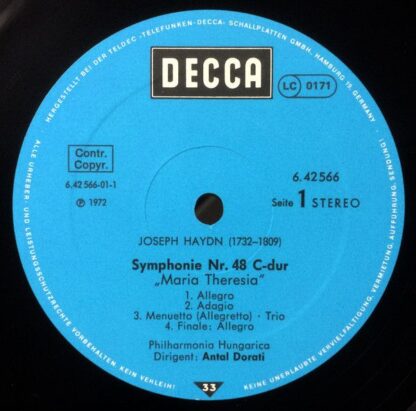 HERGESTELLT BEI DER TELDEC »TELEFUNKEN-DECCA« SCHALLPLATTEN GMBH, HAMBURG 19 GERMANY
DECCA
LC 0171
Contr.
Copyr.
6.42 566-01-1
Ⓟ 1972
6.42566
Seite 1 STEREO
JOSEPH HAYDN (1732–1809)
Symphonie Nr. 48 C-dur
„Maria Theresia"
1. Allegro
2. Adagio
3. Menuetto (Allegretto) · Trio
4. Finale: Allegro
Philharmonia Hungarica
Dirigent: Antal Dorati
33
ALLE URHEBER- UND LEISTUNGSSCHUTZRECHTE VORBEHALTEN. KEIN VERLEIH!
KEINE UNERLAUBTE VERVIELFÄLTIGUNG, VERMIETUNG, AUFFÜHRUNG, SENDUNG!